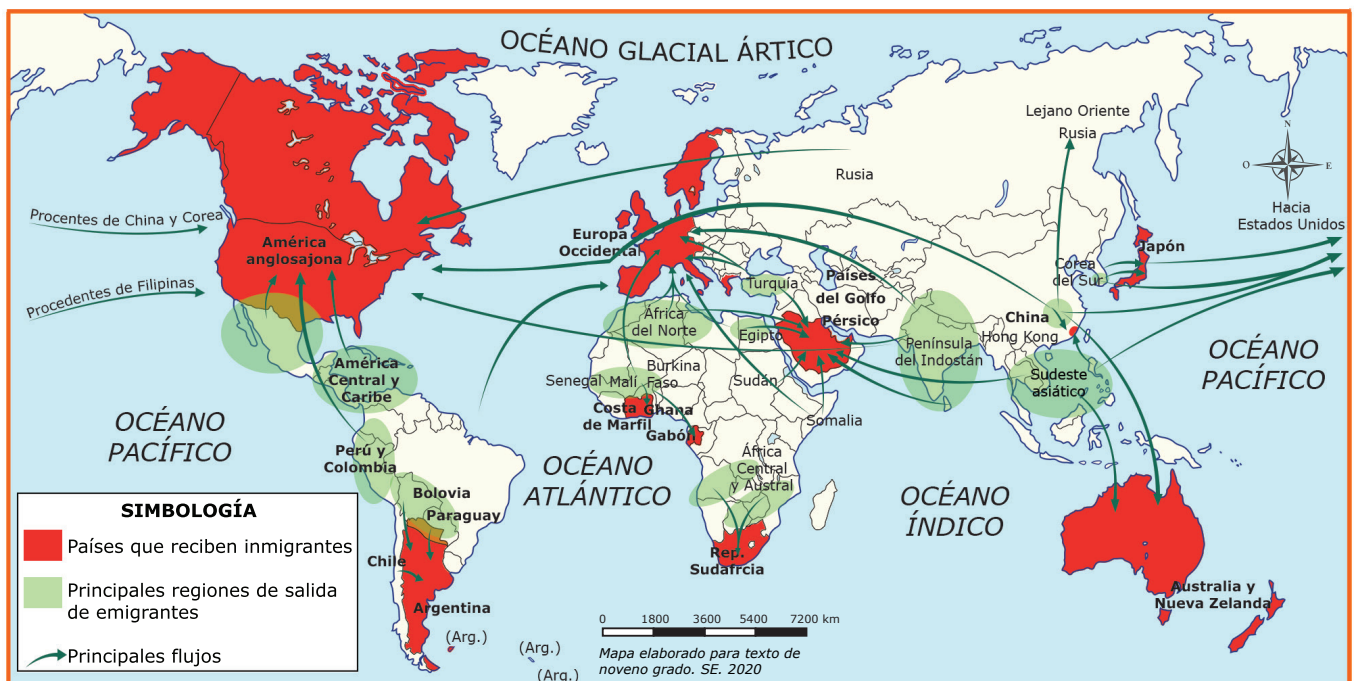 OCÉANO GLACIAL ÁRTICO
Lejano Oriente
Rusia
N
O
E
Rusia
Procentes de China y Corea
Hacia
Estados Unidos
América
anglosajona
Europa
Occidental
Japón
Corea
del Sur
Procedentes de Filipinas
Turquía
Países
del Golfo
Pérsico
África
del Norte
Egipto
China
Hong Kong
Península
del Indostán
OCÉANO
PACÍFICO
América
Central y
Caribe
Senegal
Malí
Burkina
Faso
Sudán
Sudeste
asiático
Costa
de Marfil
Ghana
Gabón
Somalia
OCÉANO
PACÍFICO
Perú y
Colombia
OCÉANO
ATLÁNTICO
África
Central
y Austral
OCÉANO
ÍNDICO
Bolovia
Paraguay
SIMBOLOGÍA
Países que reciben inmigrantes
Principales regiones de salida
de emigrantes
Principales flujos
Chile
Argentina
(Arg.)
(Arg.)
(Arg.)
Rep.
Sudafrcia
Australia y
Nueva Zelanda
0 1800 3600 5400 7200 km
Mapa elaborado para texto de
noveno grado. SE. 2020